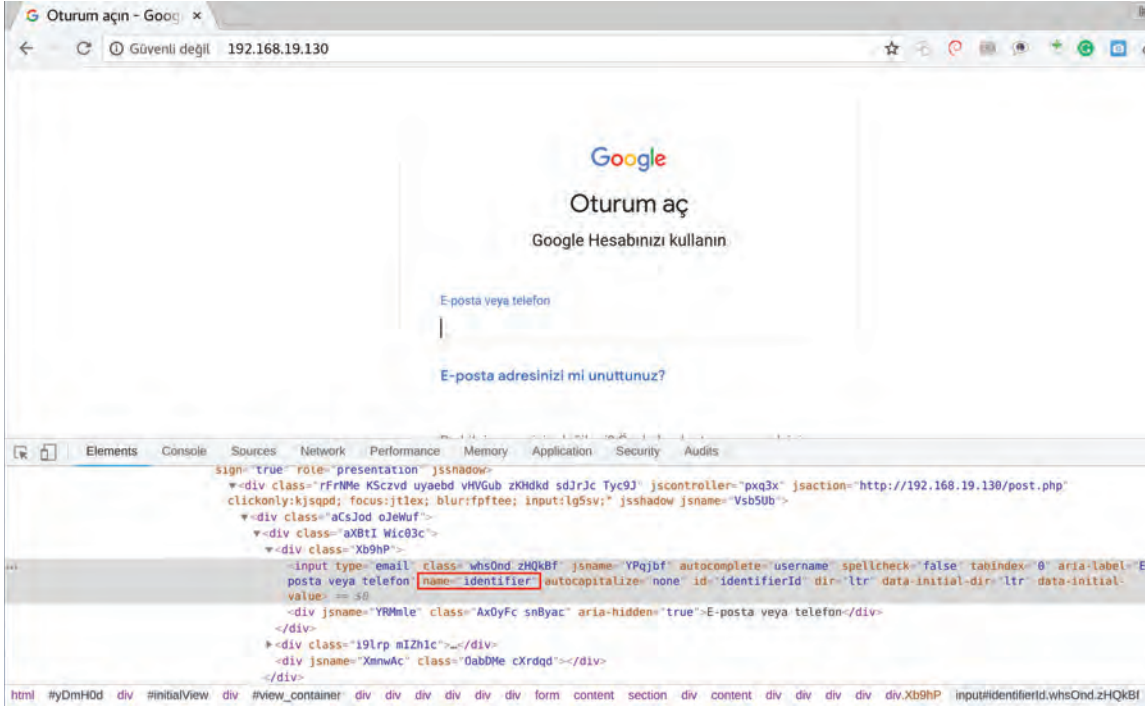 Oturum açın - Goog
Güvenli değil 192.168.19.130
Google
Oturum aç
Google Hesabınızı kullanın
E-posta veya telefon
E-posta adresinizi mi unuttunuz?
Elements Console Sources Network Performance Memory Application Security Audits
sign="true" role="presentation" jsshadow>
▼<div class="rFrNMe KSczvd uyaebd vHVGub zKHdkd sdJrJc Tyc9J" jscontroller="pxq3x" jsaction="http://192.168.19.130/post.php"
clickonly:kjsqpd; focus:jt1ex; blur:fpftee; input:lg5sv;" jsshadow jsname="Vsb5Ub">
▼<div class="aCsJod oJeWuf">
▼<div class="aXBtI Wic03c">
▼<div class="Xb9hP">
<input type="email" class="whsOnd zHQkBf" jsname="YPqjbf" autocomplete="username" spellcheck="false" tabindex="0" aria-label="E
posta veya telefon" name="identifier" autocapitalize="none" id="identifierId" dir="ltr" data-initial-dir="ltr" data-initial-
value> == $0
<div jsname="YRMmle" class="AxOyFc snByac" aria-hidden="true">E-posta veya telefon</div>
</div>
▶<div class="i9lrp mIZh1c">…</div>
<div jsname="XmnwAc" class="OabDMe cXrdqd"></div>
</div>
html #yDmH0d div #initialView div #view_container div div div div div div form content section div content div div div div div.Xb9hP input#identifierId.whsOnd.zHQkBf